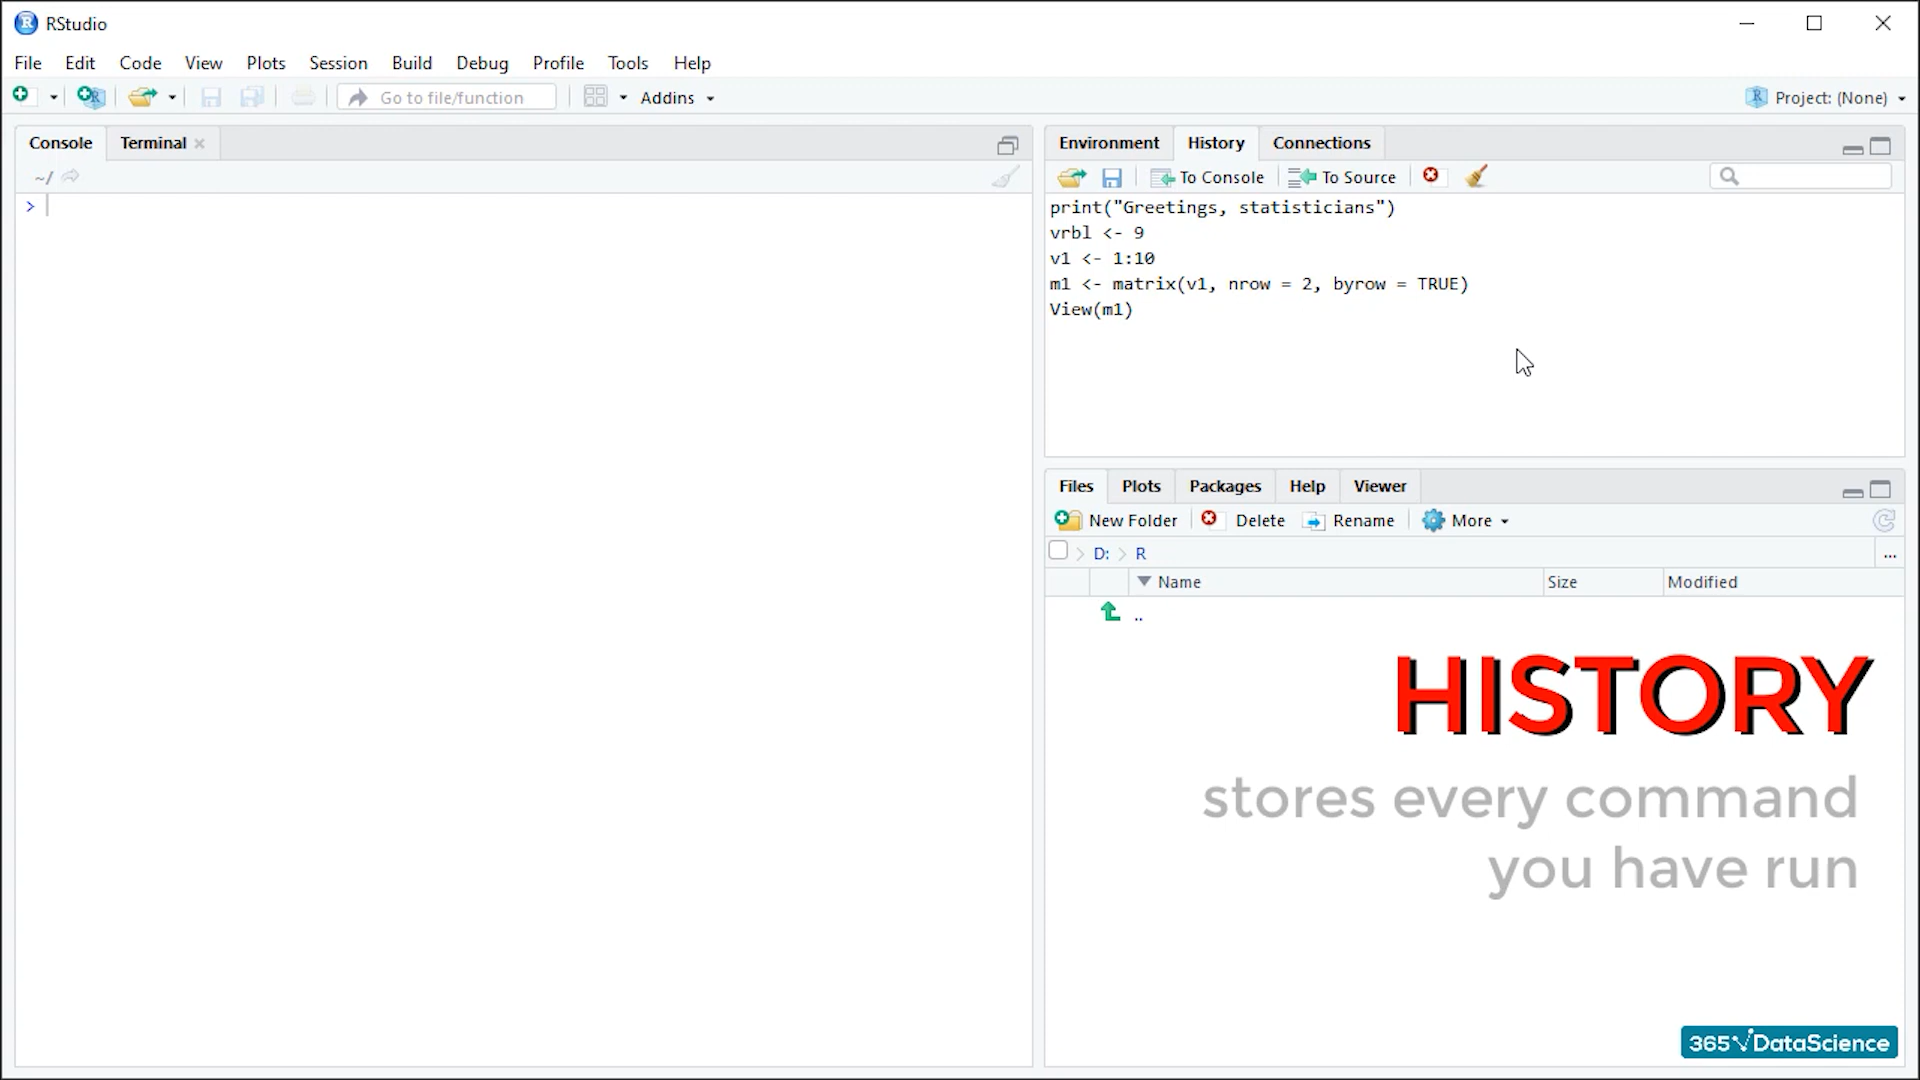 RStudio
File Edit Code View Plots Session Build Debug Profile Tools Help
Go to file/function Addins Project: (None)
Console Terminal
~/
>
Environment History Connections
To Console To Source
print("Greetings, statisticians")
vrbl <- 9
v1 <- 1:10
m1 <- matrix(v1, nrow = 2, byrow = TRUE)
View(m1)
Files Plots Packages Help Viewer
New Folder Delete Rename More
D: R ...
Name Size Modified
..
HISTORY
stores every command
you have run
365 DataScience